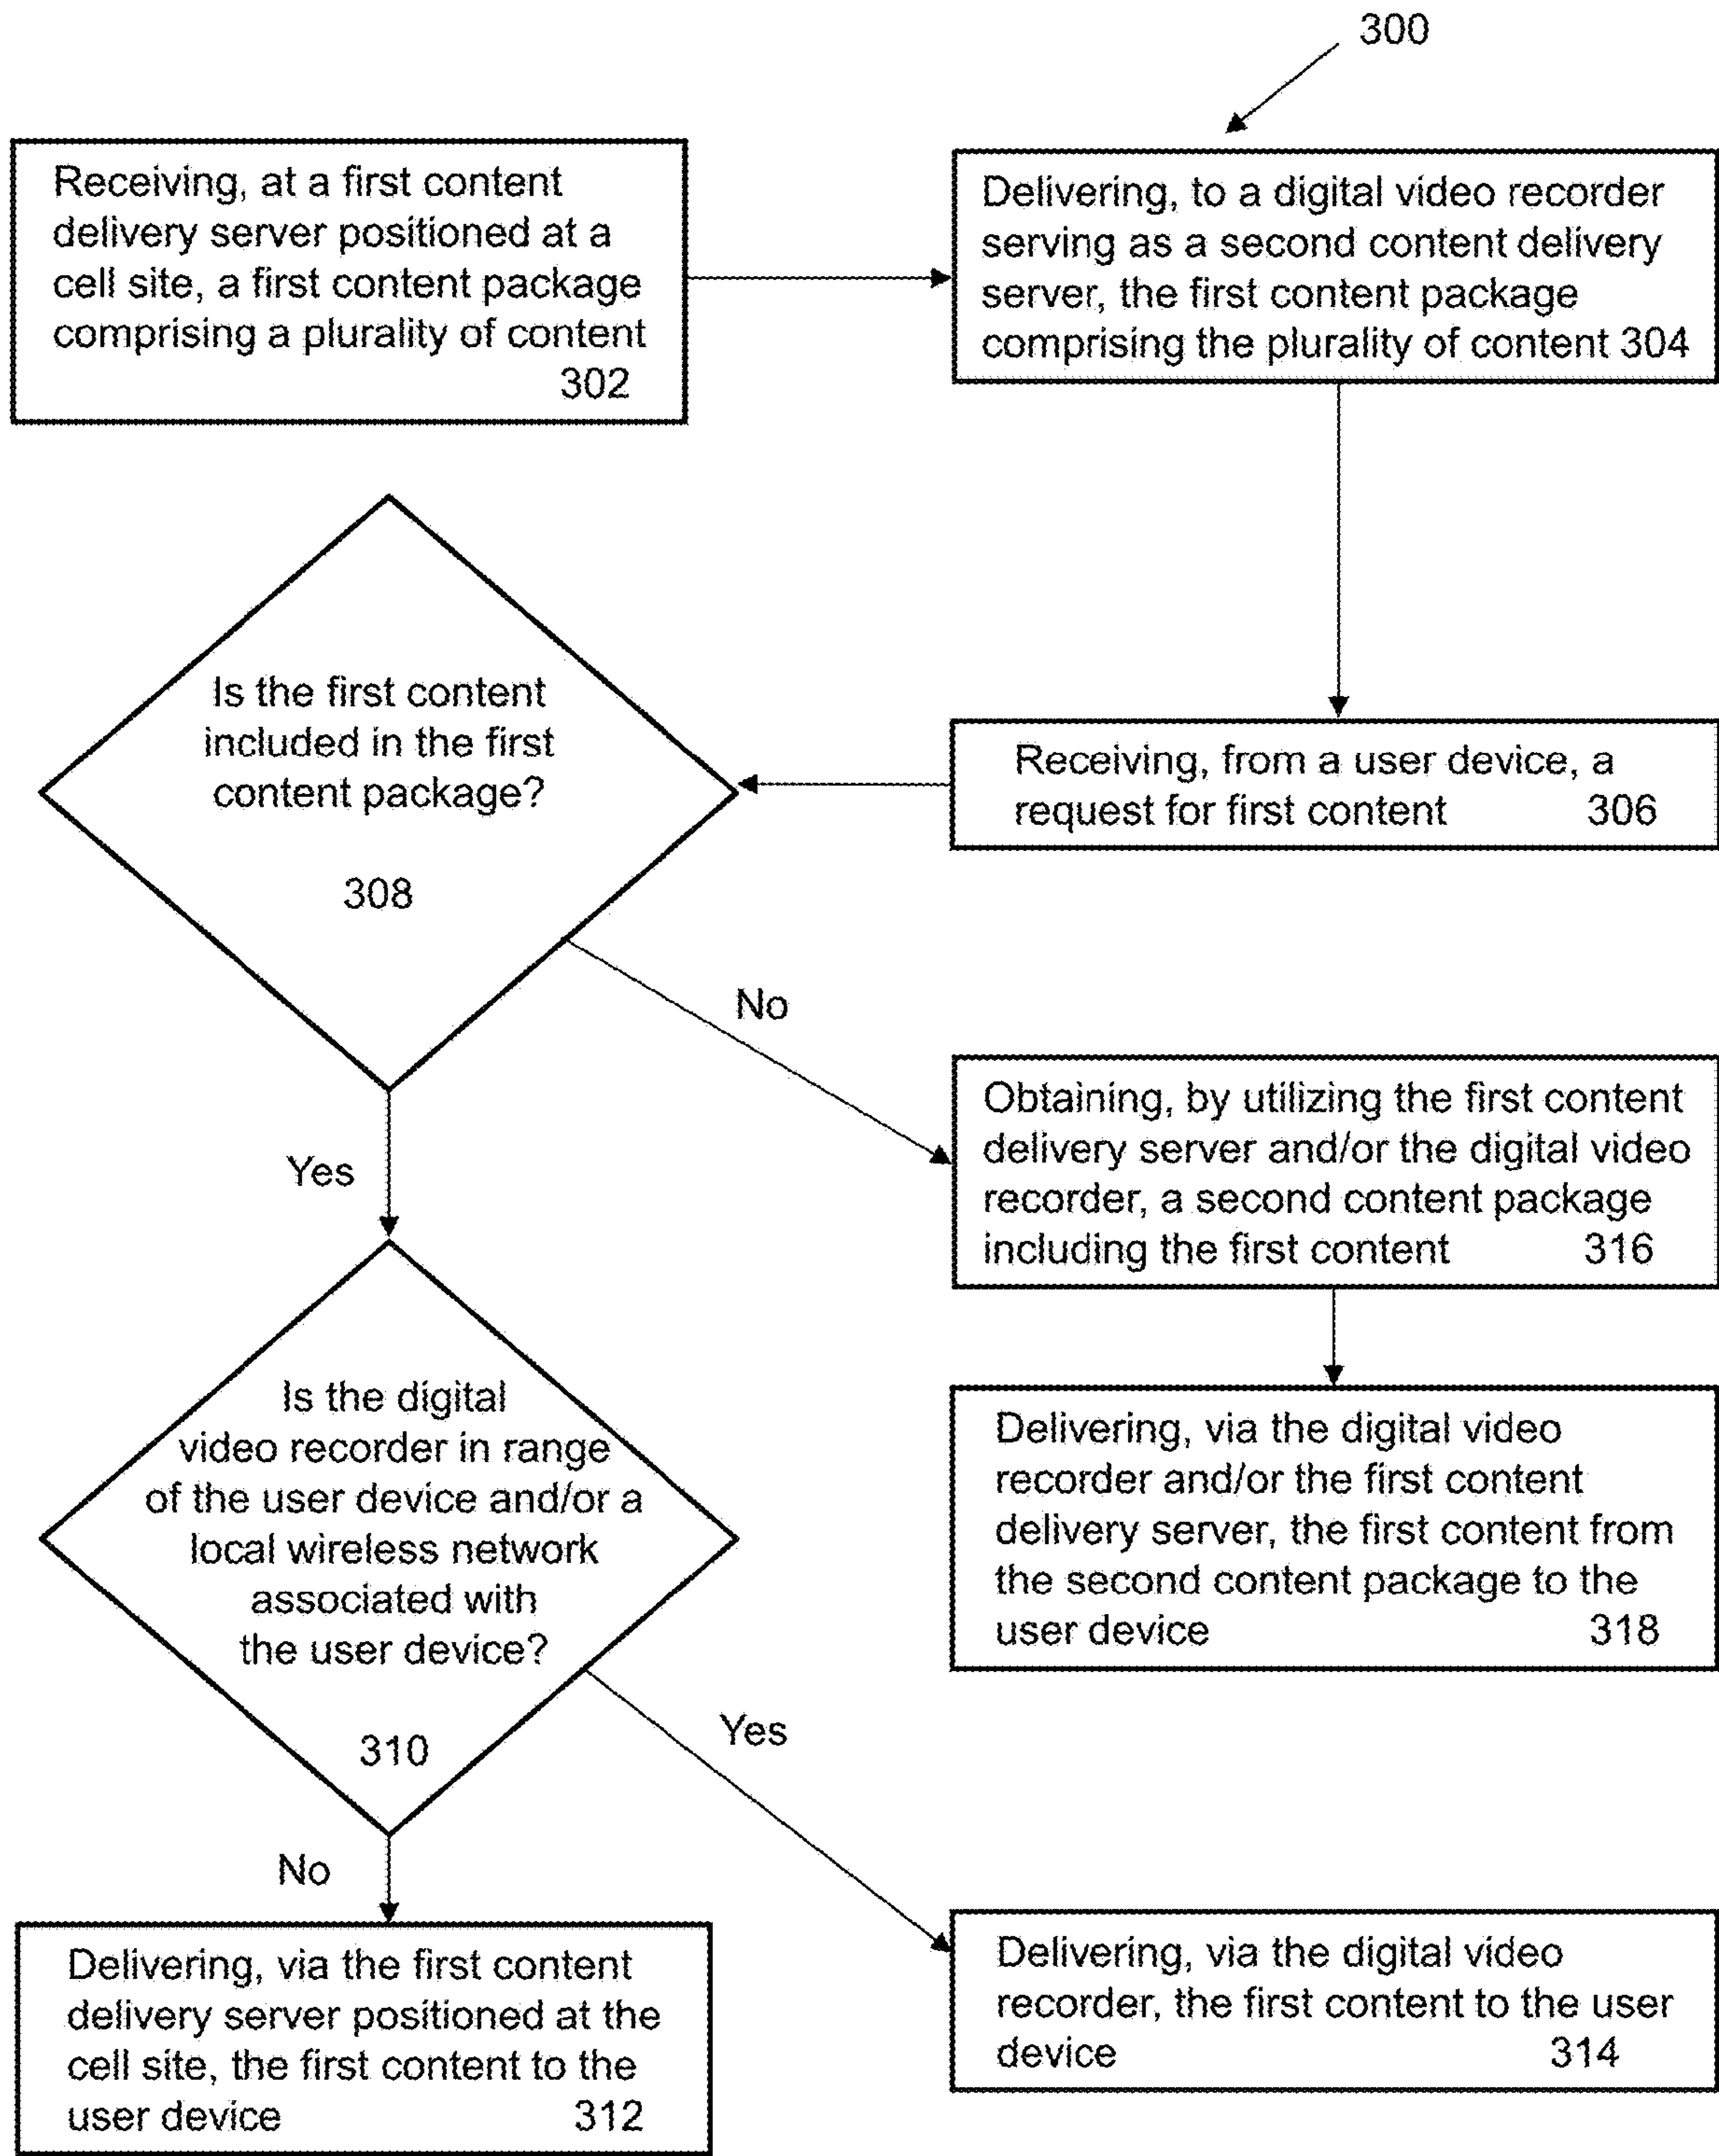 300
Receiving, at a first content
delivery server positioned at a
cell site, a first content package
comprising a plurality of content
302
Delivering, to a digital video recorder
serving as a second content delivery
server, the first content package
comprising the plurality of content 304
Receiving, from a user device, a
request for first content 306
Is the first content
included in the first
content package?
308
No
Yes
Obtaining, by utilizing the first content
delivery server and/or the digital video
recorder, a second content package
including the first content 316
Delivering, via the digital video
recorder and/or the first content
delivery server, the first content from
the second content package to the
user device 318
Is the digital
video recorder in range
of the user device and/or a
local wireless network
associated with
the user device?
310
Yes
No
Delivering, via the first content
delivery server positioned at the
cell site, the first content to the
user device 312
Delivering, via the digital video
recorder, the first content to the user
device 314